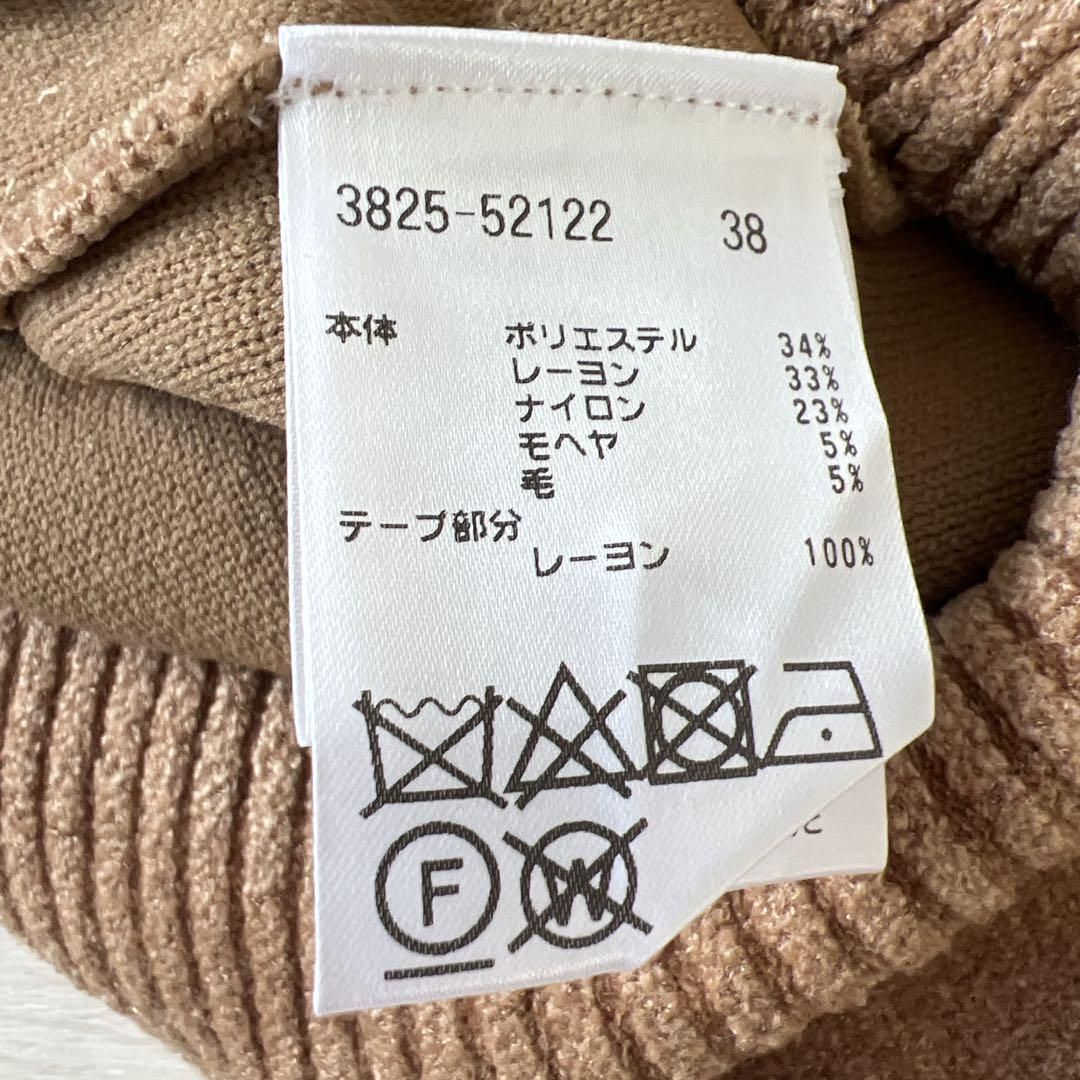 3825-52122 38
本体 ポリエステル 34%
レーヨン 33%
ナイロン 23%
モヘヤ 5%
毛 5%
テープ部分
レーヨン 100%
F W